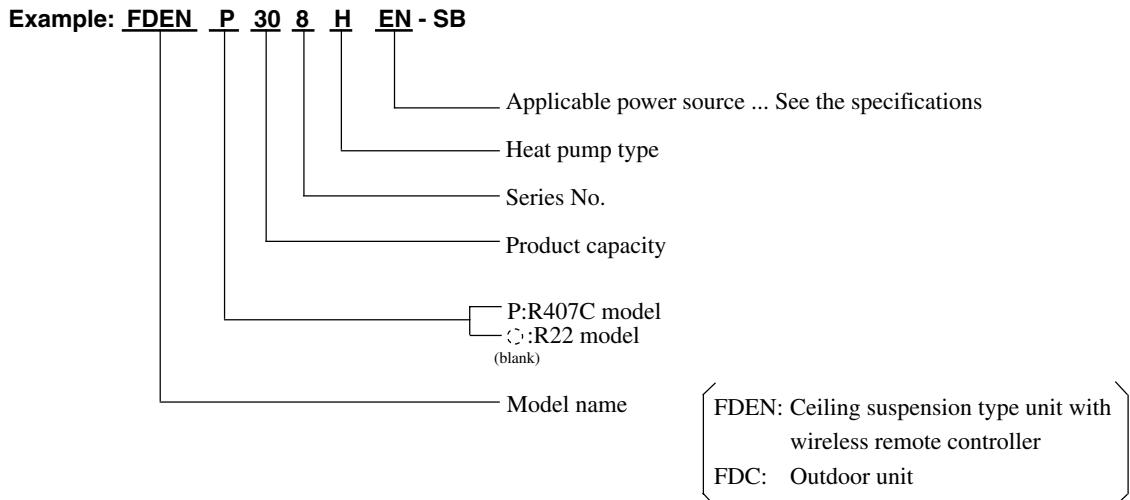 Example: FDEN P 30 8 H EN - SB
Applicable power source ... See the specifications
Heat pump type
Series No.
Product capacity
P:R407C model
:R22 model
(blank)
Model name
FDEN: Ceiling suspension type unit with
wireless remote controller
FDC: Outdoor unit